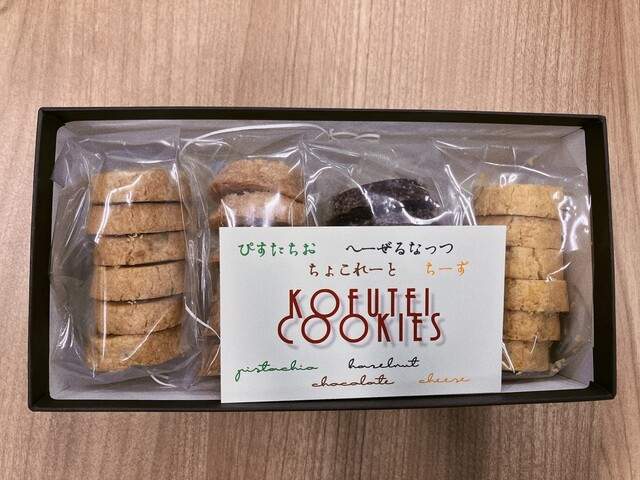 ぴすたちお へーぜるなっつ
ちょこれーと ちーず
KOFUTEI
COOKIES
pistachio haselnut
chocolate cheese